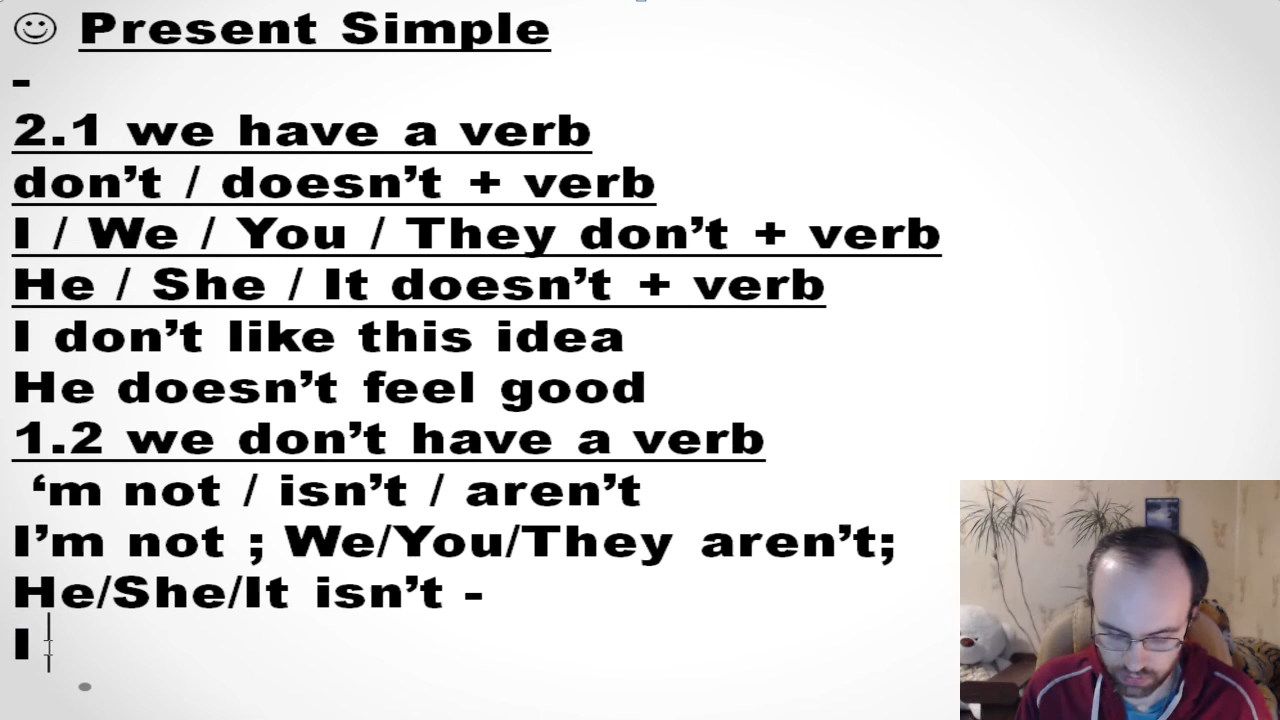 ☺ Present Simple
-
2.1 we have a verb
don’t / doesn’t + verb
I / We / You / They don’t + verb
He / She / It doesn’t + verb
I don’t like this idea
He doesn’t feel good
1.2 we don’t have a verb
‘m not / isn’t / aren’t
I’m not ; We/You/They aren’t;
He/She/It isn’t -
I